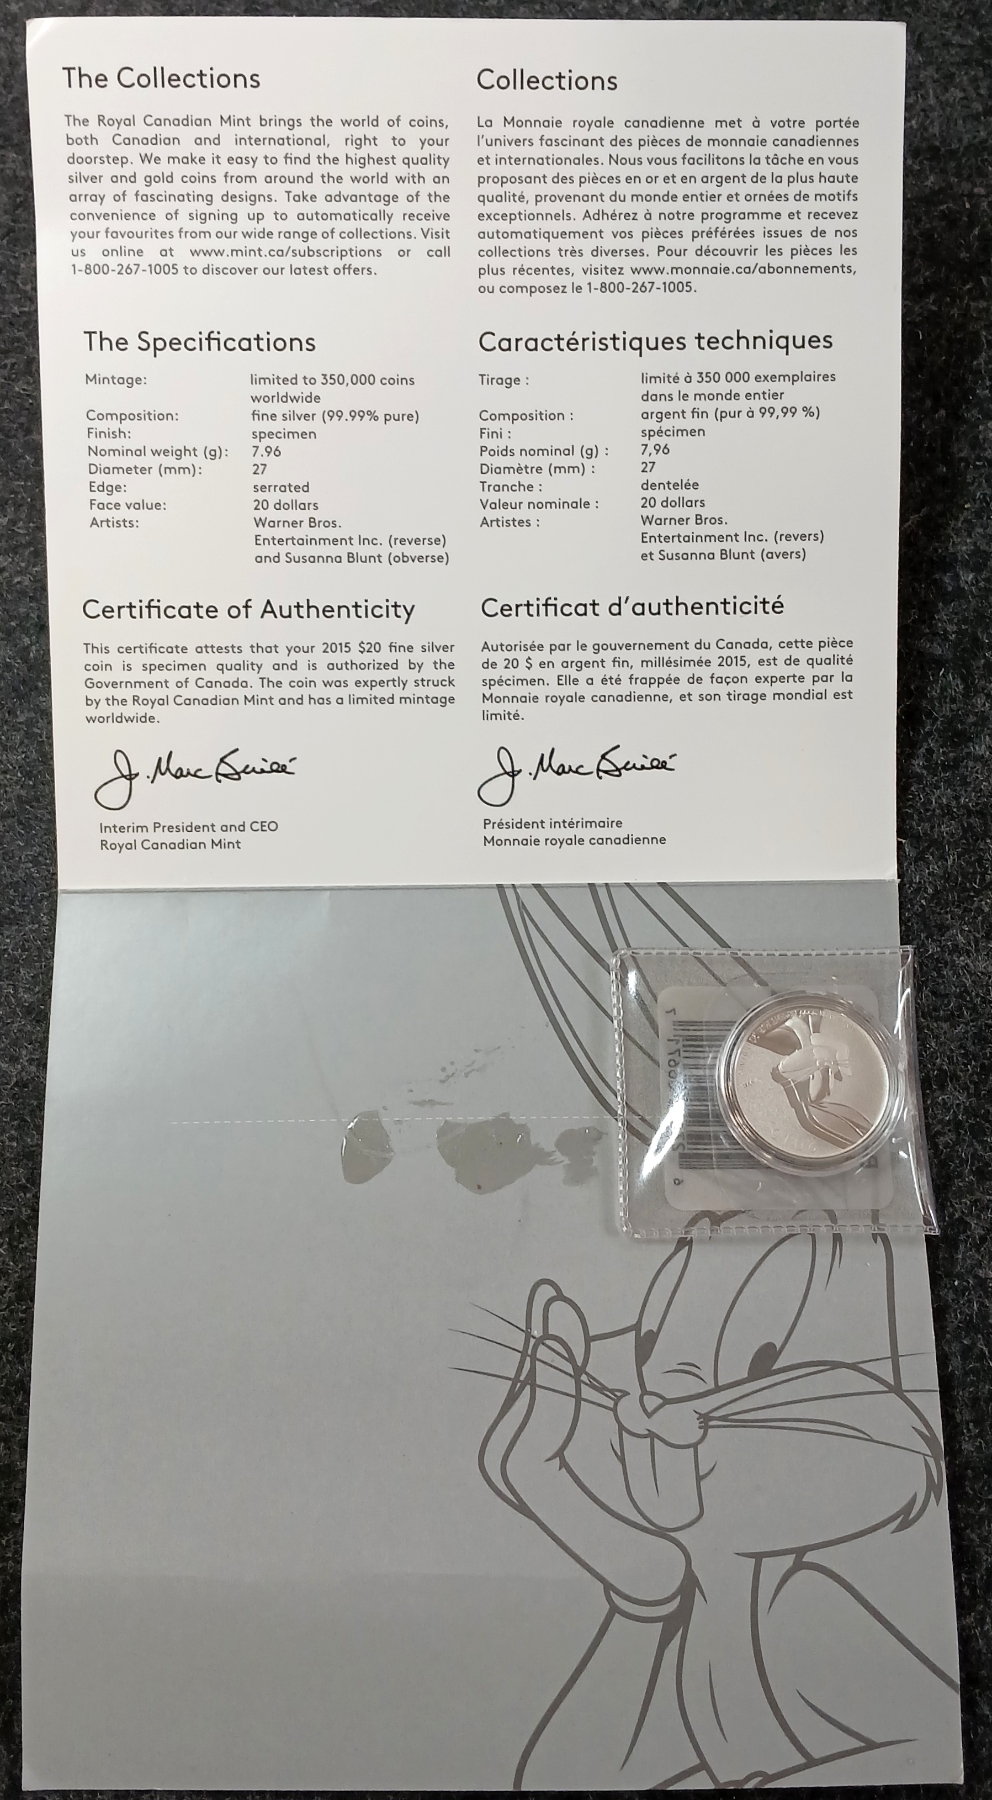 The Collections
The Royal Canadian Mint brings the world of coins,
both Canadian and international, right to your
doorstep. We make it easy to find the highest quality
silver and gold coins from around the world with an
array of fascinating designs. Take advantage of the
convenience of signing up to automatically receive
your favourites from our wide range of collections. Visit
us online at www.mint.ca/subscriptions or call
1-800-267-1005 to discover our latest offers.
Collections
La Monnaie royale canadienne met à votre portée
l'univers fascinant des pièces de monnaie canadiennes
et internationales. Nous vous facilitons la tâche en vous
proposant des pièces en or et en argent de la plus haute
qualité, provenant du monde entier et ornées de motifs
exceptionnels. Adhérez à notre programme et recevez
automatiquement vos pièces préférées issues de nos
collections très diverses. Pour découvrir les pièces les
plus récentes, visitez www.monnaie.ca/abonnements,
ou composez le 1-800-267-1005.
The Specifications
Mintage: limited to 350,000 coins
worldwide
Composition: fine silver (99.99% pure)
Finish: specimen
Nominal weight (g): 7.96
Diameter (mm): 27
Edge: serrated
Face value: 20 dollars
Artists: Warner Bros.
Entertainment Inc. (reverse)
and Susanna Blunt (obverse)
Caractéristiques techniques
Tirage : limité à 350 000 exemplaires
dans le monde entier
Composition : argent fin (pur à 99,99 %)
Fini : spécimen
Poids nominal (g) : 7,96
Diamètre (mm) : 27
Tranche : dentelée
Valeur nominale : 20 dollars
Artistes : Warner Bros.
Entertainment Inc. (revers)
et Susanna Blunt (avers)
Certificate of Authenticity
This certificate attests that your 2015 $20 fine silver
coin is specimen quality and is authorized by the
Government of Canada. The coin was expertly struck
by the Royal Canadian Mint and has a limited mintage
worldwide.
J. Marc Brûlé
Interim President and CEO
Royal Canadian Mint
Certificat d'authenticité
Autorisée par le gouvernement du Canada, cette pièce
de 20 $ en argent fin, millésimée 2015, est de qualité
spécimen. Elle a été frappée de façon experte par la
Monnaie royale canadienne, et son tirage mondial est
limité.
J. Marc Brûlé
Président intérimaire
Monnaie royale canadienne